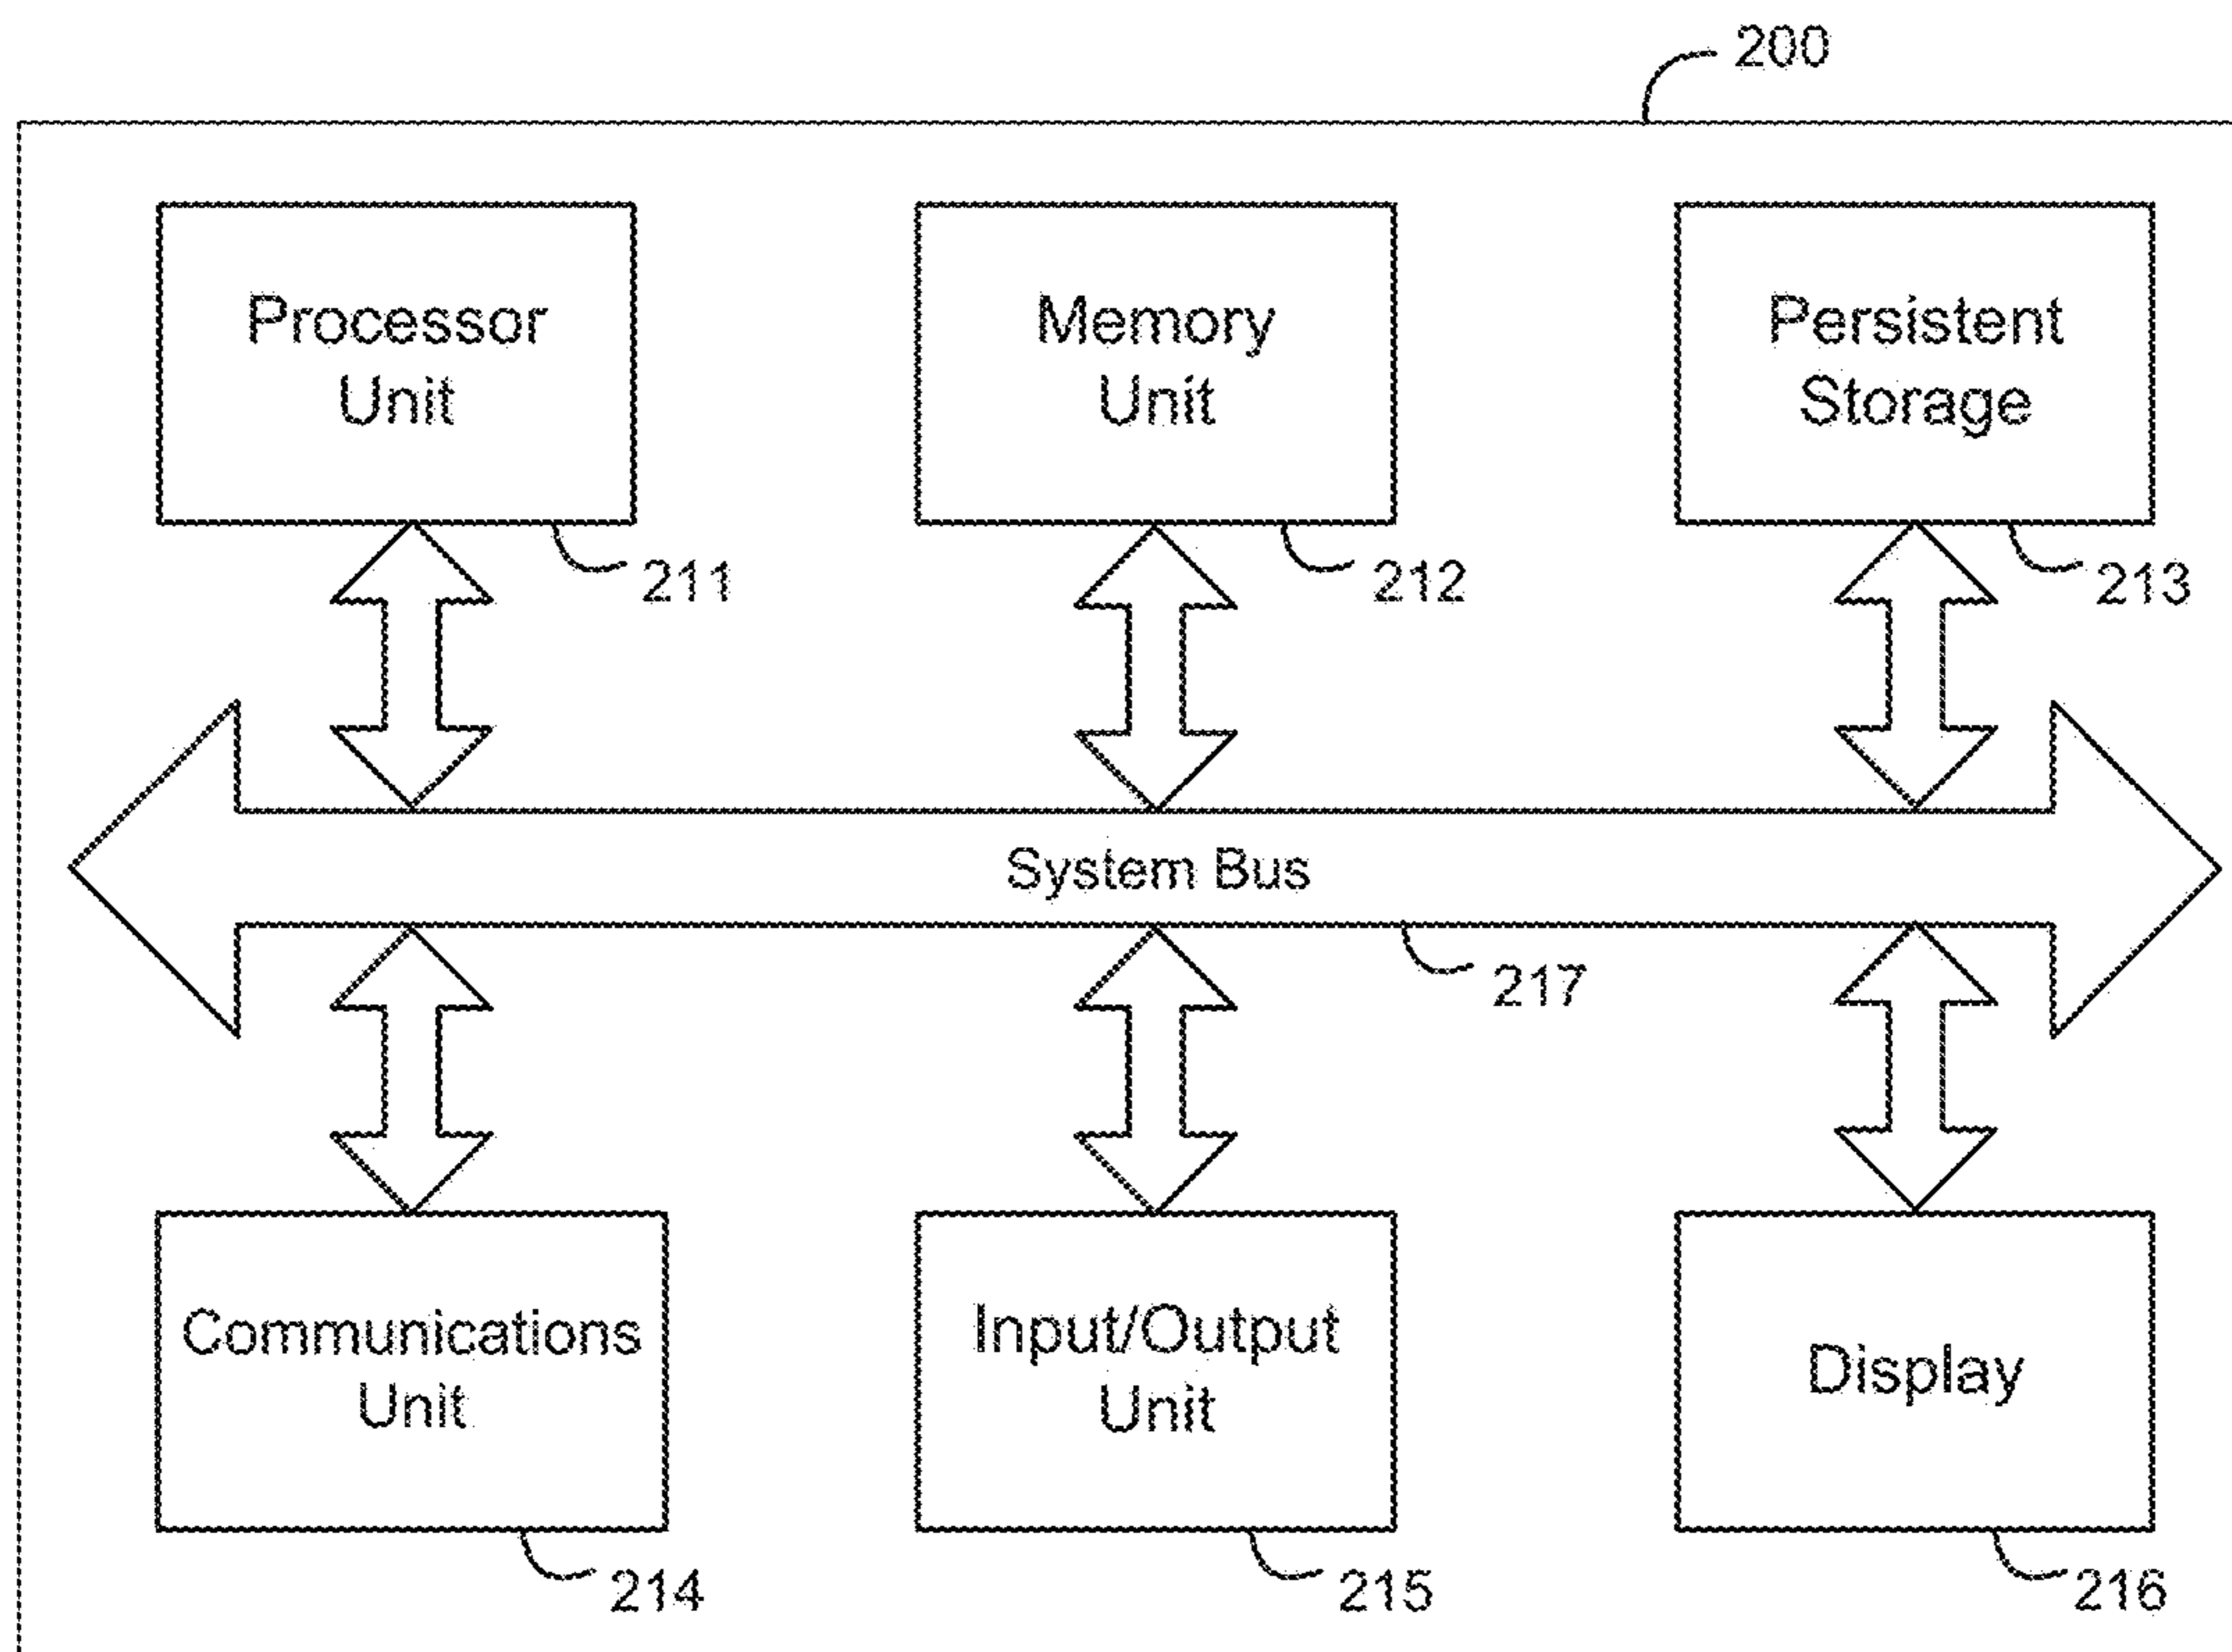 200
Processor
Unit
Memory
Unit
Persistent
Storage
211
212
213
System Bus
217
Communications
Unit
Input/Output
Unit
Display
214
215
216